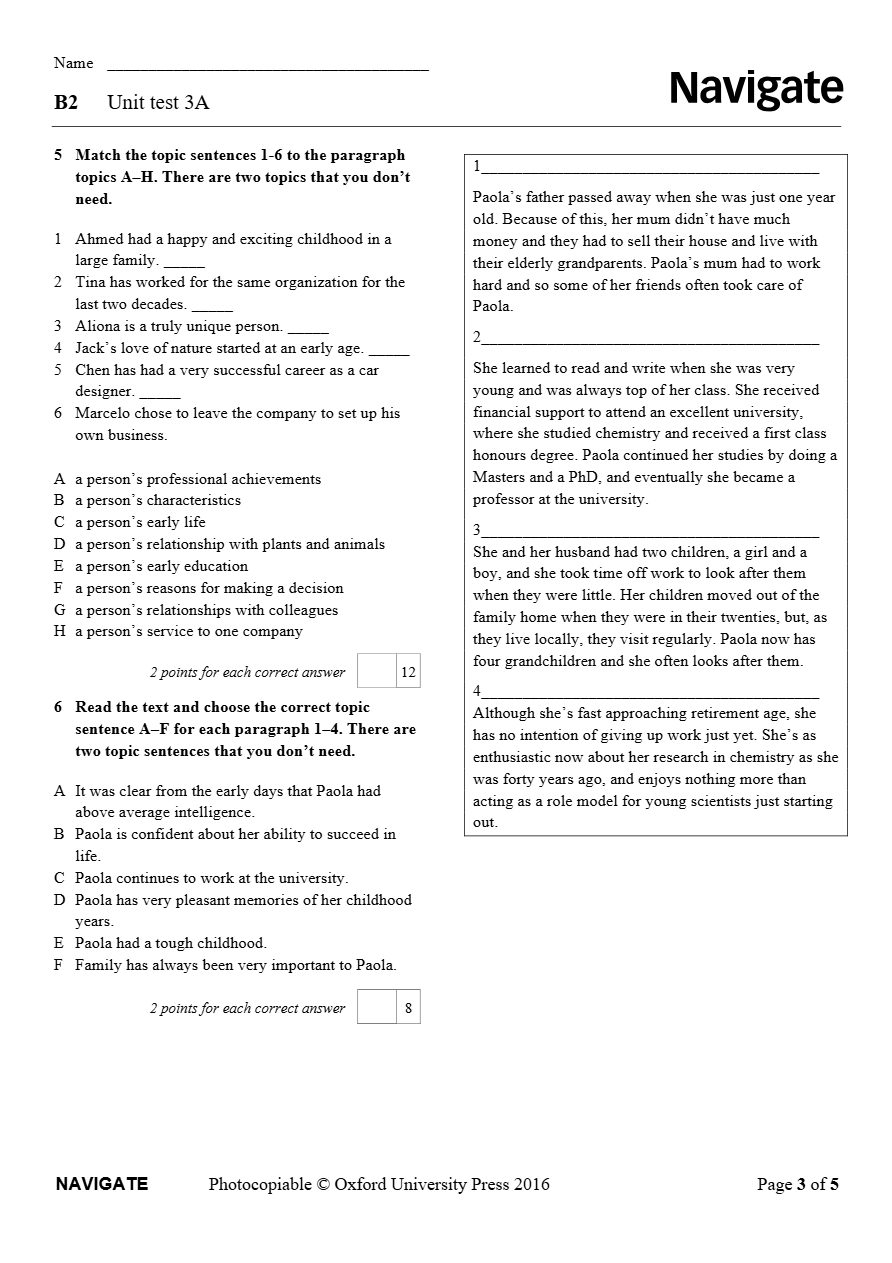 Name ________________________________________
Navigate
B2 Unit test 3A
5 Match the topic sentences 1-6 to the paragraph
topics A–H. There are two topics that you don’t
need.
1 Ahmed had a happy and exciting childhood in a
large family. _____
2 Tina has worked for the same organization for the
last two decades. _____
3 Aliona is a truly unique person. _____
4 Jack’s love of nature started at an early age. _____
5 Chen has had a very successful career as a car
designer. _____
6 Marcelo chose to leave the company to set up his
own business.
A a person’s professional achievements
B a person’s characteristics
C a person’s early life
D a person’s relationship with plants and animals
E a person’s early education
F a person’s reasons for making a decision
G a person’s relationships with colleagues
H a person’s service to one company
2 points for each correct answer 12
6 Read the text and choose the correct topic
sentence A–F for each paragraph 1–4. There are
two topic sentences that you don’t need.
A It was clear from the early days that Paola had
above average intelligence.
B Paola is confident about her ability to succeed in
life.
C Paola continues to work at the university.
D Paola has very pleasant memories of her childhood
years.
E Paola had a tough childhood.
F Family has always been very important to Paola.
2 points for each correct answer 8
1__________________________________________
Paola’s father passed away when she was just one year
old. Because of this, her mum didn’t have much
money and they had to sell their house and live with
their elderly grandparents. Paola’s mum had to work
hard and so some of her friends often took care of
Paola.
2__________________________________________
She learned to read and write when she was very
young and was always top of her class. She received
financial support to attend an excellent university,
where she studied chemistry and received a first class
honours degree. Paola continued her studies by doing a
Masters and a PhD, and eventually she became a
professor at the university.
3__________________________________________
She and her husband had two children, a girl and a
boy, and she took time off work to look after them
when they were little. Her children moved out of the
family home when they were in their twenties, but, as
they live locally, they visit regularly. Paola now has
four grandchildren and she often looks after them.
4__________________________________________
Although she’s fast approaching retirement age, she
has no intention of giving up work just yet. She’s as
enthusiastic now about her research in chemistry as she
was forty years ago, and enjoys nothing more than
acting as a role model for young scientists just starting
out.
NAVIGATE Photocopiable © Oxford University Press 2016 Page 3 of 5